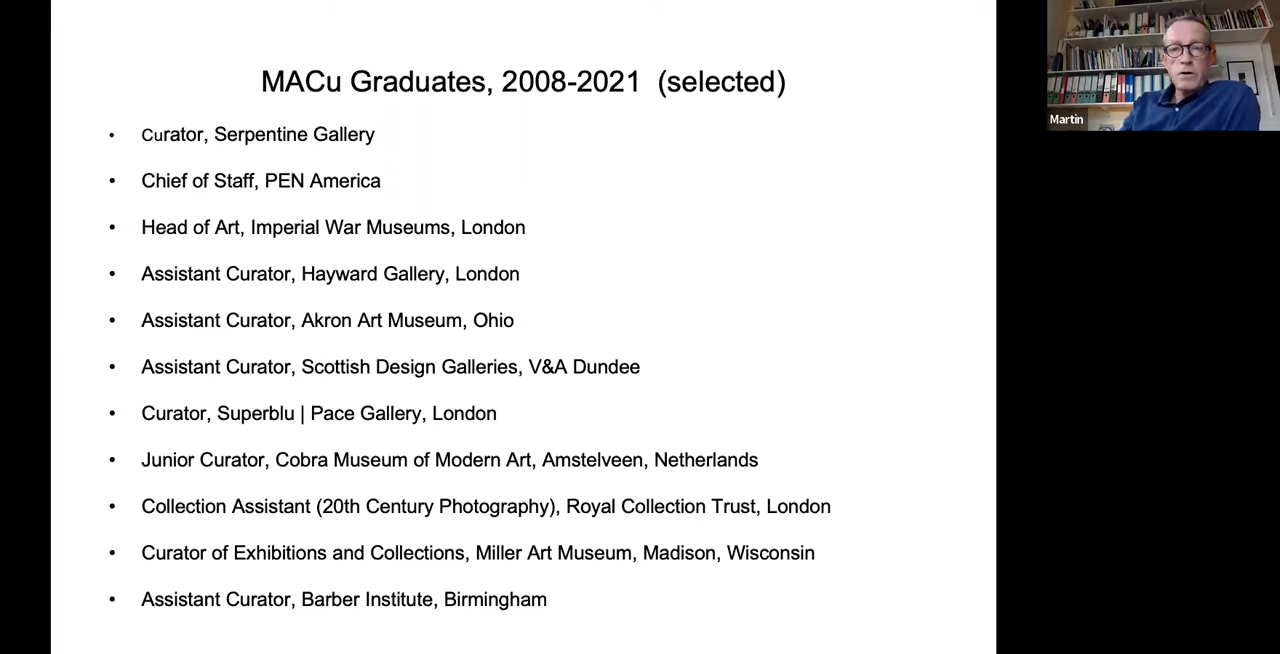 MACu Graduates, 2008-2021 (selected)
• Curator, Serpentine Gallery
• Chief of Staff, PEN America
• Head of Art, Imperial War Museums, London
• Assistant Curator, Hayward Gallery, London
• Assistant Curator, Akron Art Museum, Ohio
• Assistant Curator, Scottish Design Galleries, V&A Dundee
• Curator, Superblu | Pace Gallery, London
• Junior Curator, Cobra Museum of Modern Art, Amstelveen, Netherlands
• Collection Assistant (20th Century Photography), Royal Collection Trust, London
• Curator of Exhibitions and Collections, Miller Art Museum, Madison, Wisconsin
• Assistant Curator, Barber Institute, Birmingham
Martin